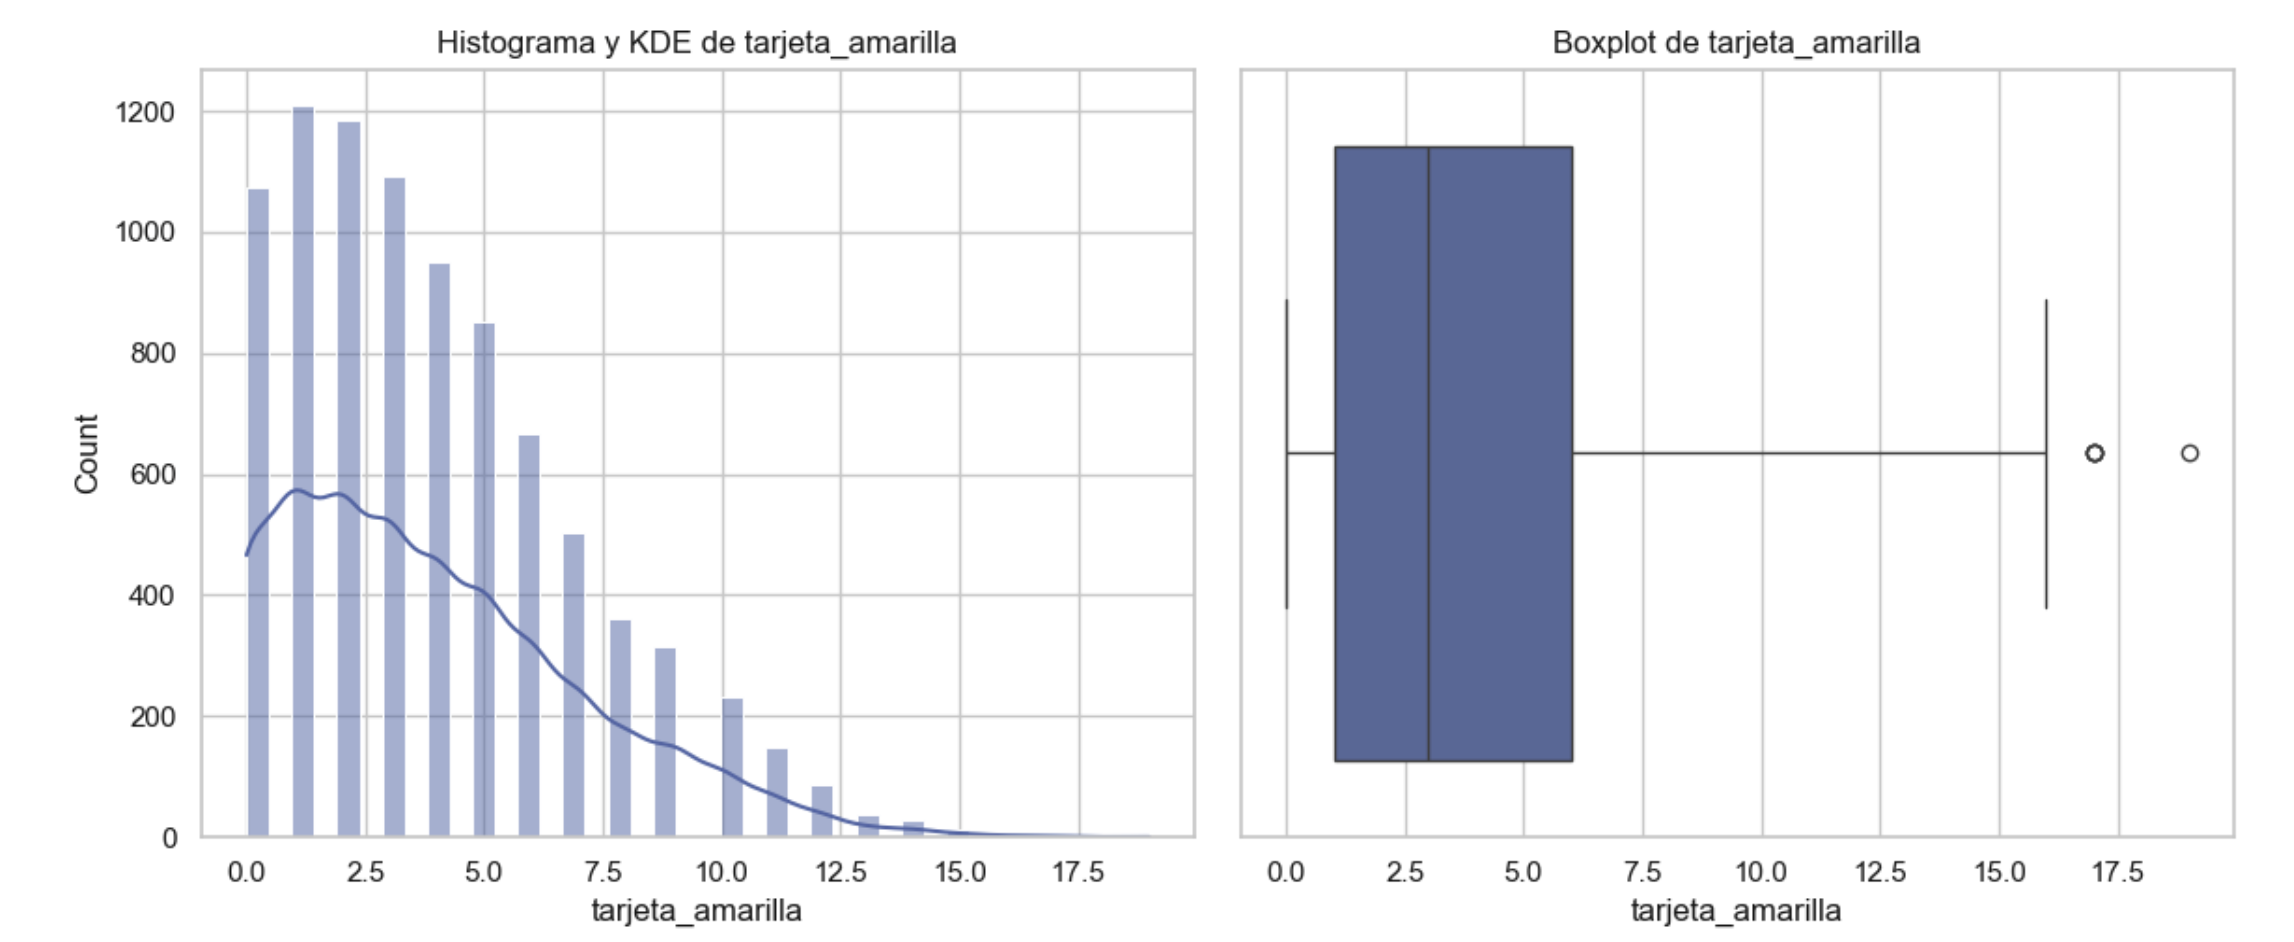 Histograma y KDE de tarjeta_amarilla
1200
1000
800
600
400
200
0
Count
0.0 2.5 5.0 7.5 10.0 12.5 15.0 17.5
tarjeta_amarilla
Boxplot de tarjeta_amarilla
0.0 2.5 5.0 7.5 10.0 12.5 15.0 17.5
tarjeta_amarilla